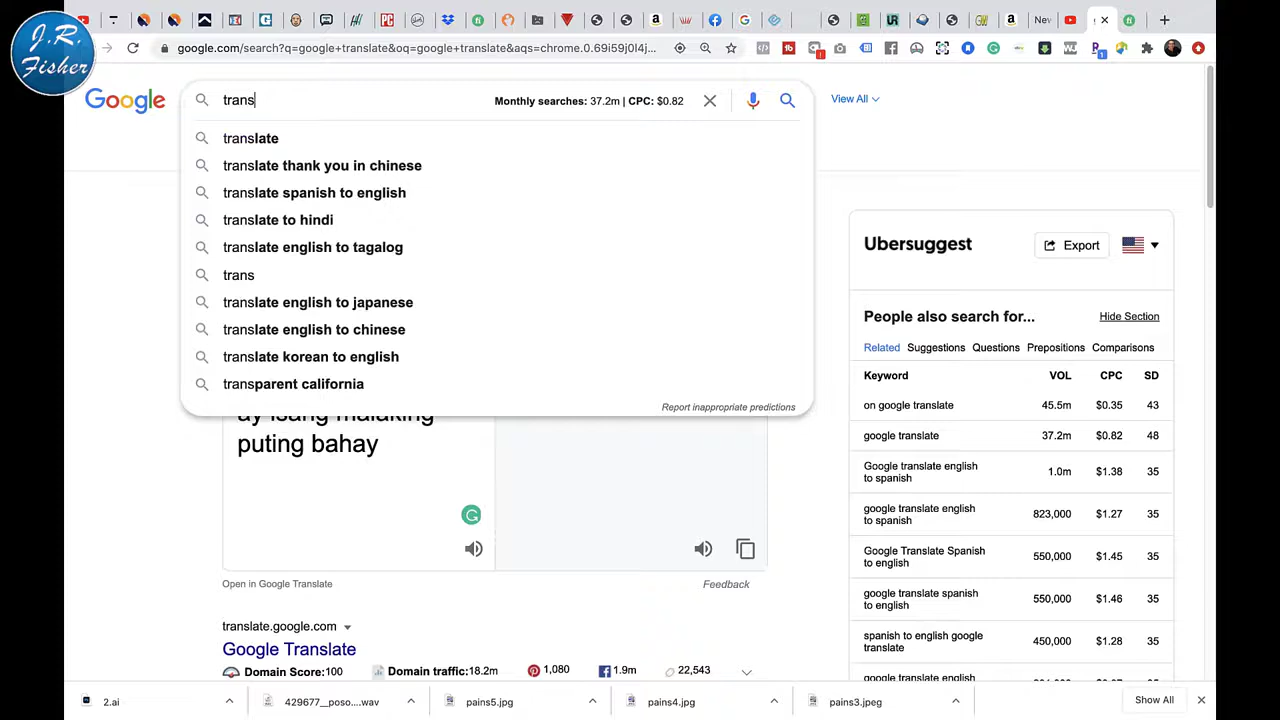 J.R.
Fisher
google.com/search?q=google+translate&oq=google+translate&aqs=chrome.0.69i59j0l4j...
Google
trans
Monthly searches: 37.2m | CPC: $0.82
View All
translate
translate thank you in chinese
translate spanish to english
translate to hindi
translate english to tagalog
trans
translate english to japanese
translate english to chinese
translate korean to english
transparent california
Report inappropriate predictions
ay isang malaking
puting bahay
Open in Google Translate
Feedback
translate.google.com
Google Translate
Domain Score:100
Domain traffic:18.2m
1,080
1.9m
22,543
Ubersuggest
Export
People also search for...
Hide Section
Related Suggestions Questions Prepositions Comparisons
Keyword VOL CPC SD
on google translate 45.5m $0.35 43
google translate 37.2m $0.82 48
Google translate english
to spanish 1.0m $1.38 35
google translate english
to spanish 823,000 $1.27 35
Google Translate Spanish
to english 550,000 $1.45 35
google translate spanish
to english 550,000 $1.46 35
spanish to english google
translate 450,000 $1.28 35
google translate english
2.ai
429677__poso....wav
pains5.jpg
pains4.jpg
pains3.jpeg
Show All